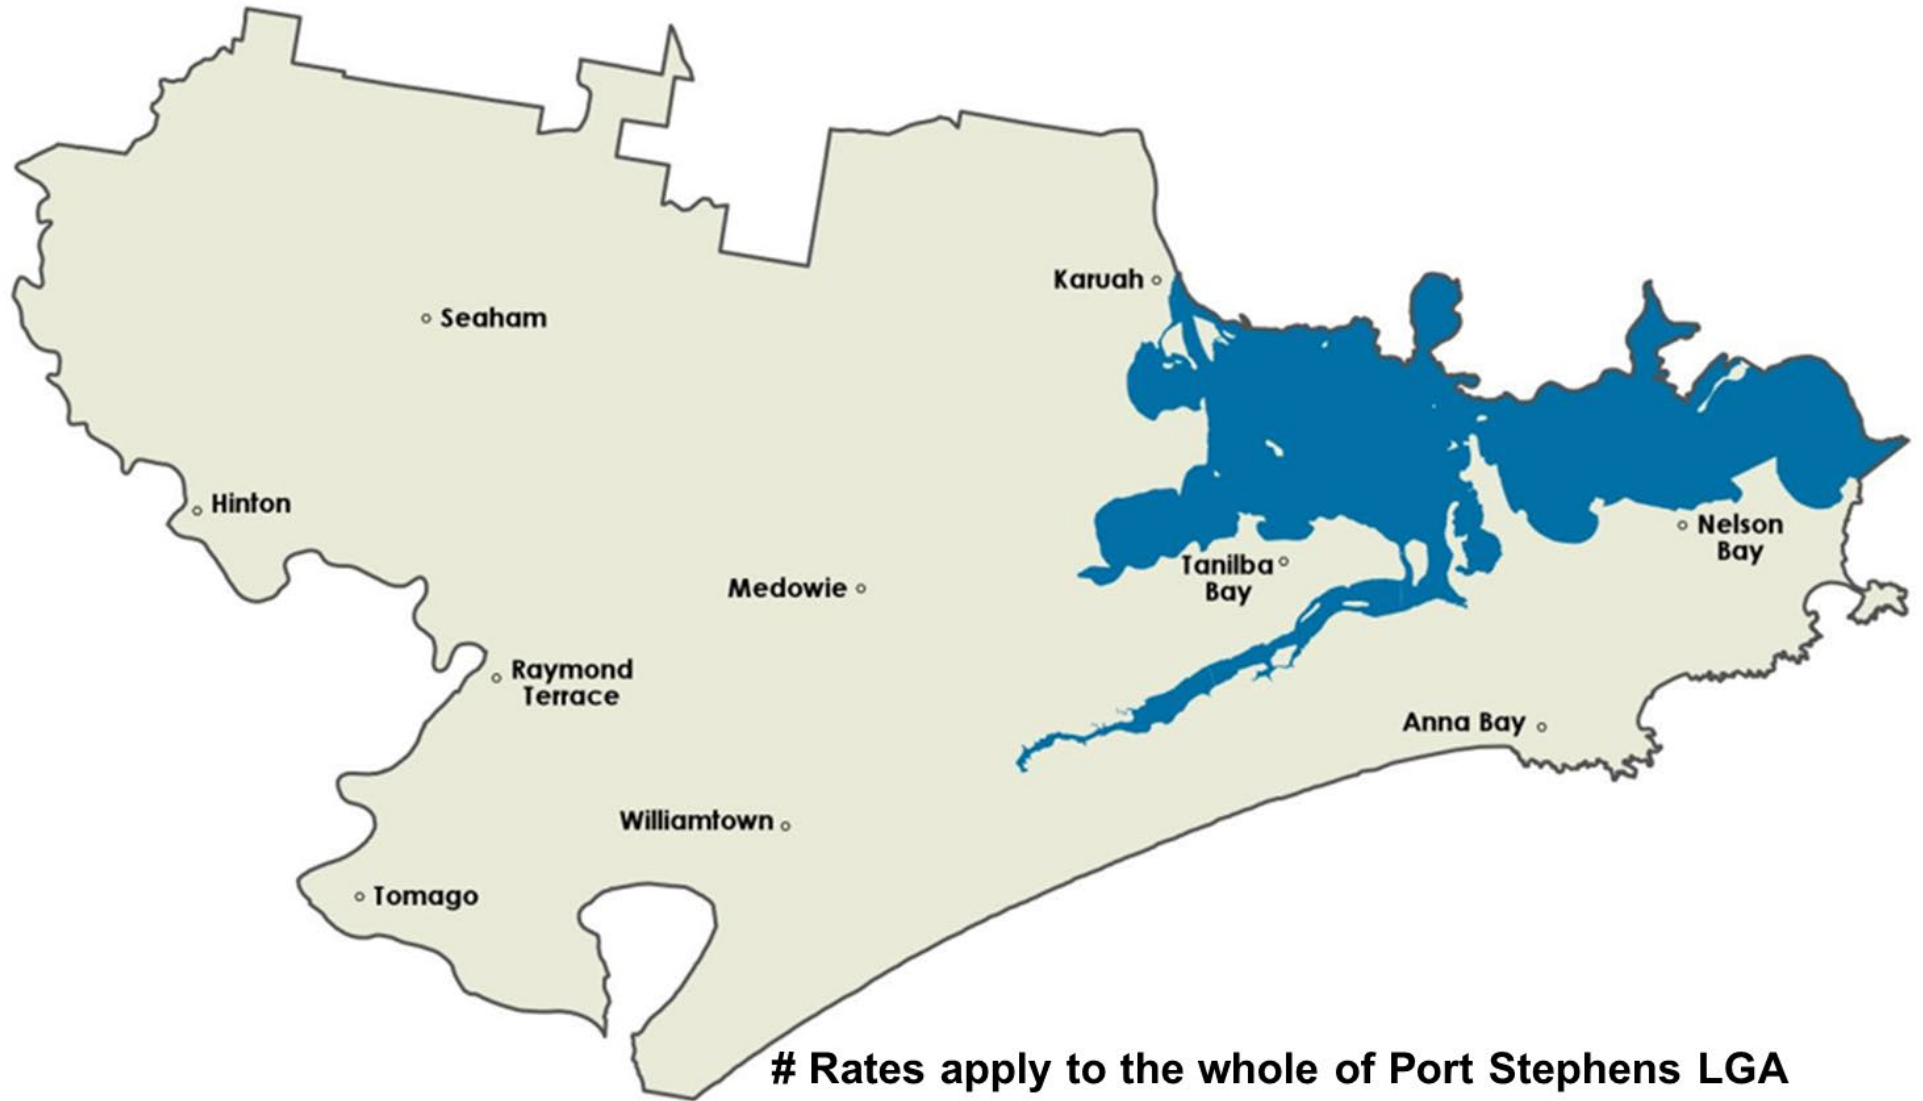 Karuah
Seaham
Hinton
Nelson
Bay
Tanilba
Bay
Medowie
Raymond
Terrace
Anna Bay
Williamtown
Tomago
# Rates apply to the whole of Port Stephens LGA